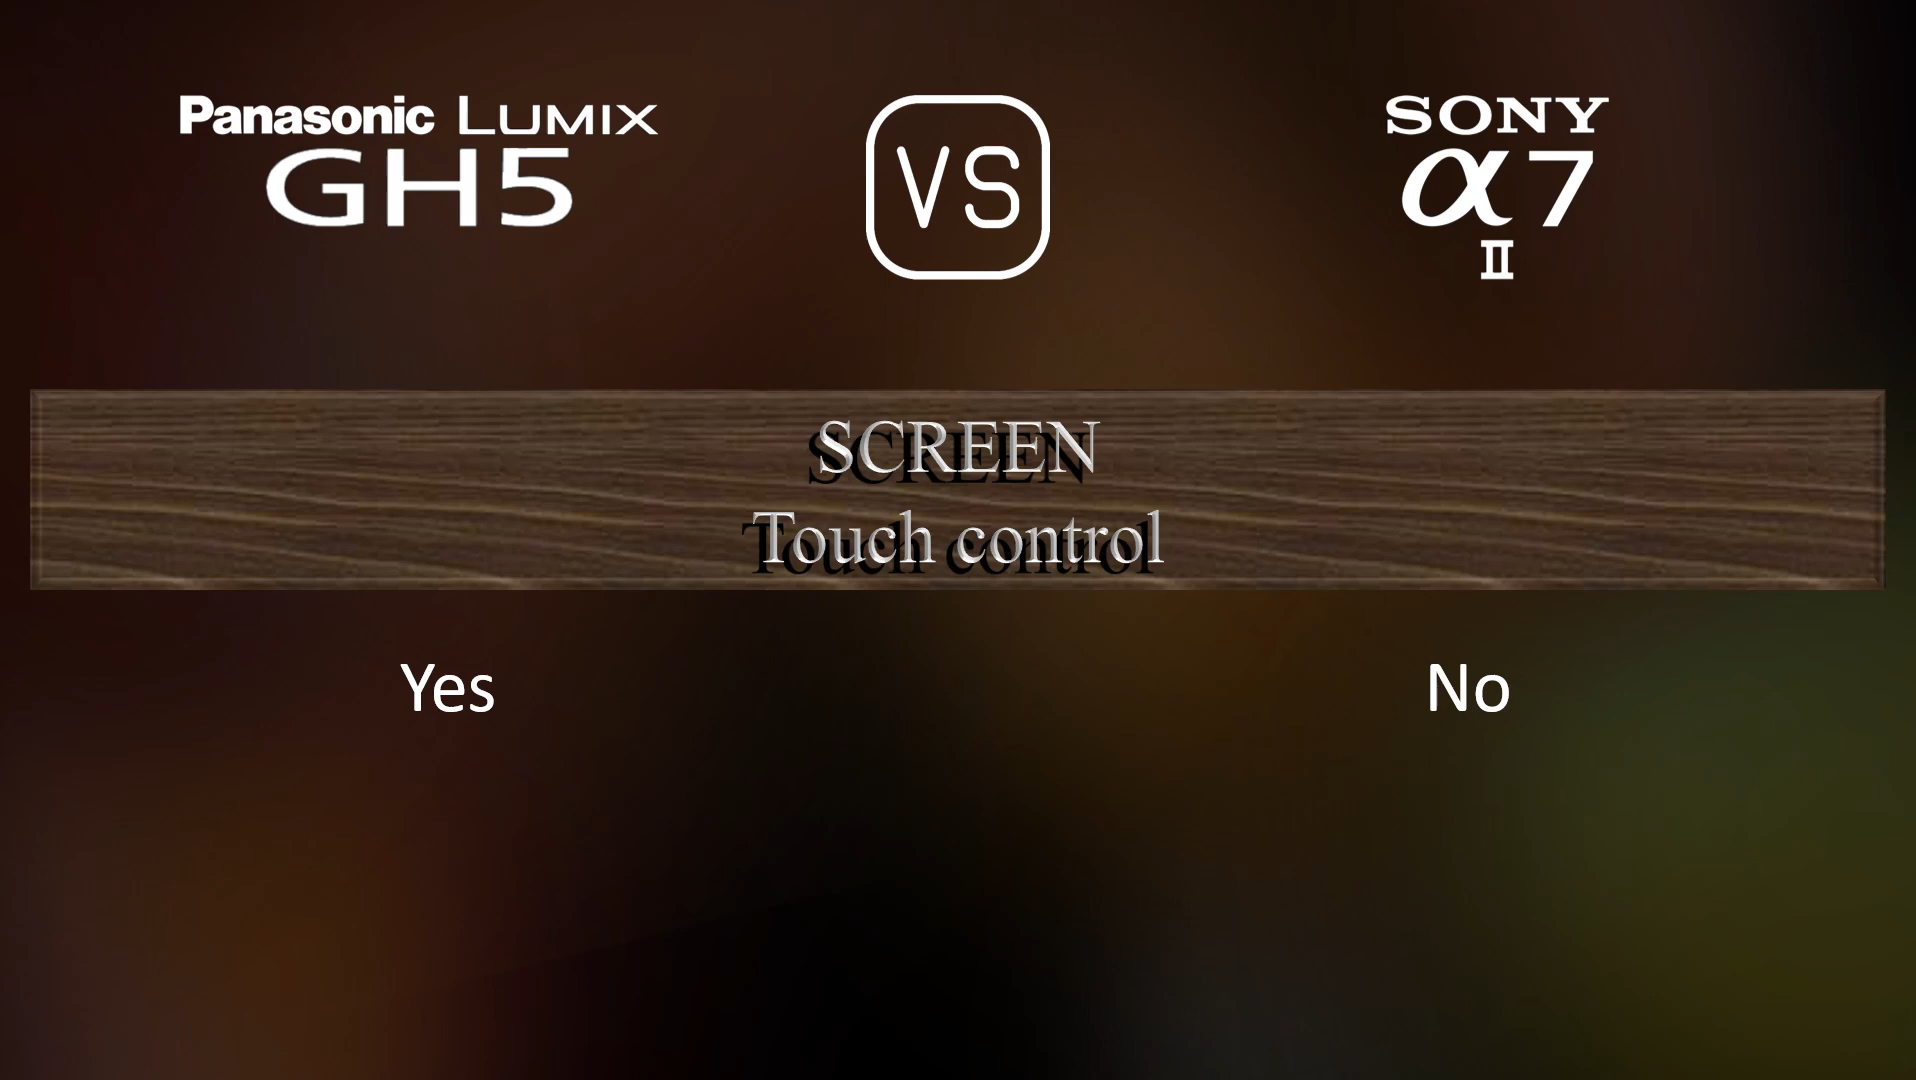 Panasonic LUMIX
GH5
VS
SONY
α7
II
SCREEN
Touch control
Yes
No